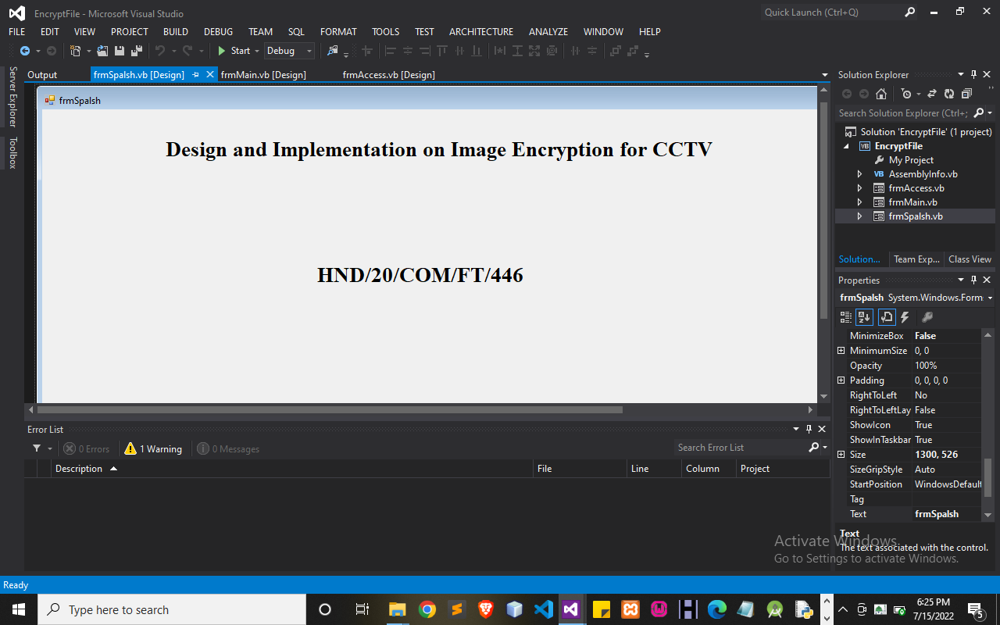 EncryptFile - Microsoft Visual Studio
Quick Launch (Ctrl+Q)
FILE EDIT VIEW PROJECT BUILD DEBUG TEAM SQL FORMAT TOOLS TEST ARCHITECTURE ANALYZE WINDOW HELP
Start Debug
Server Explorer
Toolbox
Output frmSpalsh.vb [Design] frmMain.vb [Design] frmAccess.vb [Design]
frmSpalsh
Design and Implementation on Image Encryption for CCTV
HND/20/COM/FT/446
Error List
0 Errors 1 Warning 0 Messages
Search Error List
Description File Line Column Project
Solution Explorer
Search Solution Explorer (Ctrl+;
Solution 'EncryptFile' (1 project)
VB EncryptFile
My Project
VB AssemblyInfo.vb
frmAccess.vb
frmMain.vb
frmSpalsh.vb
Solution... Team Exp... Class View
Properties
frmSpalsh System.Windows.Form
MinimizeBox False
MinimumSize 0, 0
Opacity 100%
Padding 0, 0, 0, 0
RightToLeft No
RightToLeftLay False
ShowIcon True
ShowInTaskbar True
Size 1300, 526
SizeGripStyle Auto
StartPosition WindowsDefault
Tag
Text frmSpalsh
Text
The text associated with the control.
Activate Windows
Go to Settings to activate Windows.
Ready
Type here to search
6:25 PM
7/15/2022
5